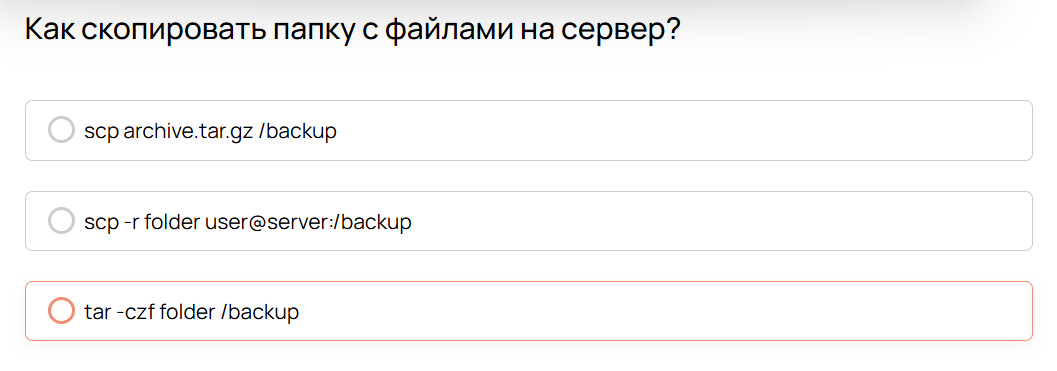 Как скопировать папку с файлами на сервер?
scp archive.tar.gz /backup
scp -r folder user@server:/backup
tar -czf folder /backup